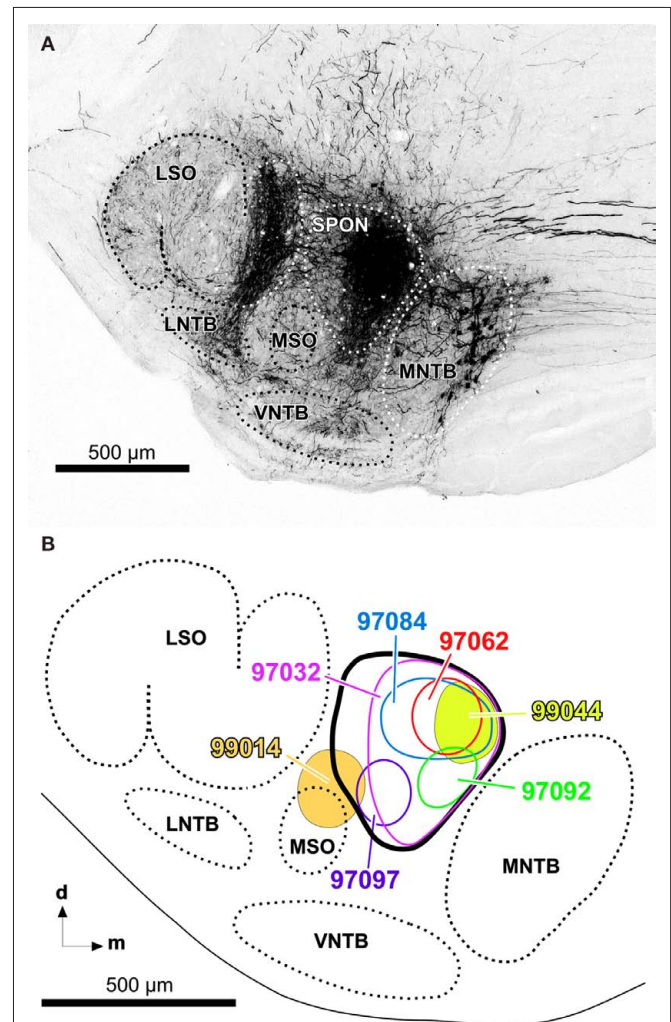 A
LSO
SPON
LNTB
MSO
MNTB
VNTB
500 µm
B
97084
LSO
97062
97032
99044
99014
97092
LNTB
MSO
MNTB
97097
d
m
VNTB
500 µm